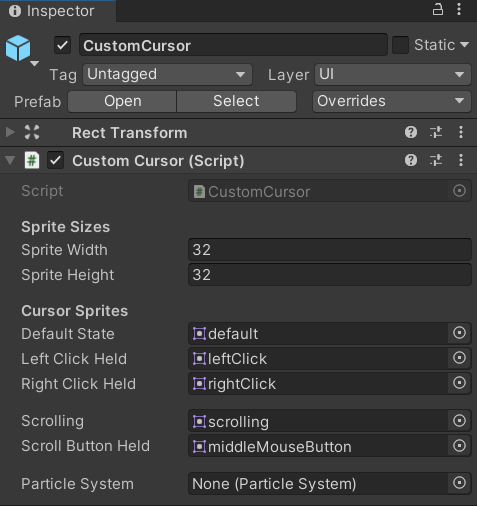 Inspector
CustomCursor Static
Tag Untagged Layer UI
Prefab Open Select Overrides
Rect Transform
# Custom Cursor (Script)
Script # CustomCursor
Sprite Sizes
Sprite Width 32
Sprite Height 32
Cursor Sprites
Default State default
Left Click Held leftClick
Right Click Held rightClick
Scrolling scrolling
Scroll Button Held middleMouseButton
Particle System None (Particle System)